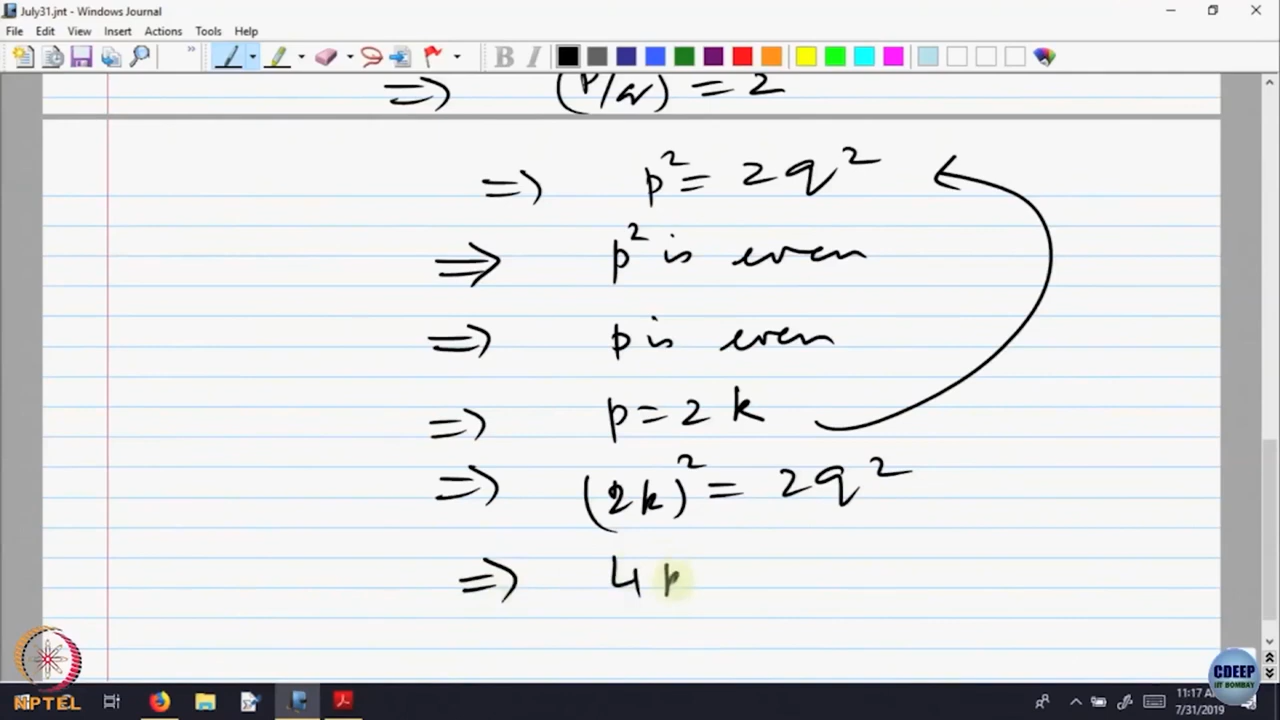 July31.jnt - Windows Journal
File Edit View Insert Actions Tools Help
B I
=> (p/q) = 2
=> p² = 2q²
=> p² is even
=> p is even
=> p = 2k
=> (2k)² = 2q²
=> 4
NPTEL
CDEEP
IIT BOMBAY
11:17 A
7/31/2019